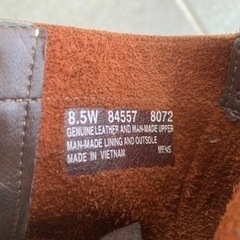 8.5W 84557 8072
GENUINE LEATHER AND MAN-MADE UPPER
MAN-MADE LINING AND OUTSOLE
MADE IN VIETNAM MENS